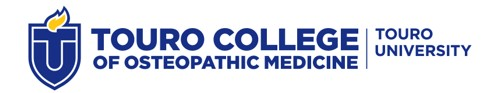 TOURO COLLEGE
OF OSTEOPATHIC MEDICINE
TOURO
UNIVERSITY